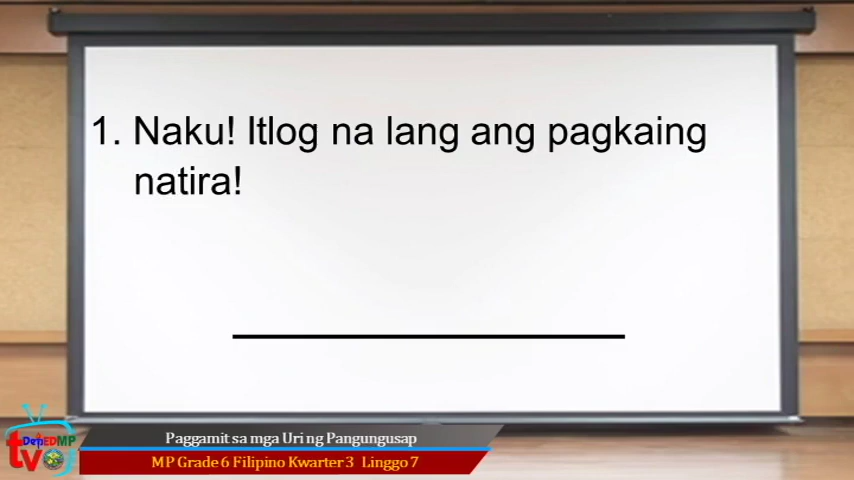 1. Naku! Itlog na lang ang pagkaing
natira!
DepEDMP
tv
Paggamit sa mga Uri ng Pangungusap
MP Grade 6 Filipino Kwarter 3 Linggo 7